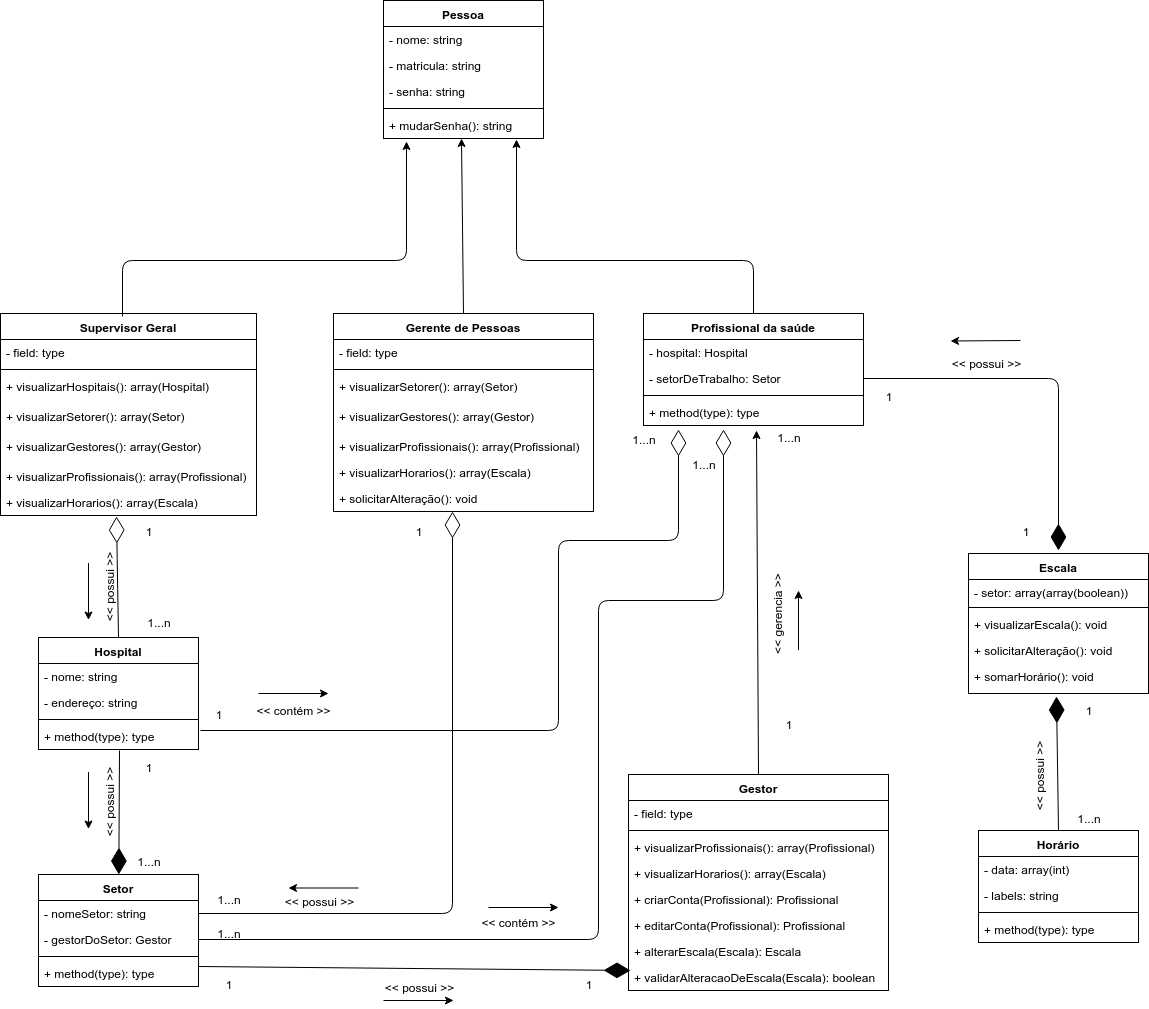 Pessoa
- nome: string
- matricula: string
- senha: string
+ mudarSenha(): string
Supervisor Geral
- field: type
+ visualizarHospitais(): array(Hospital)
+ visualizarSetorer(): array(Setor)
+ visualizarGestores(): array(Gestor)
+ visualizarProfissionais(): array(Profissional)
+ visualizarHorarios(): array(Escala)
Gerente de Pessoas
- field: type
+ visualizarSetorer(): array(Setor)
+ visualizarGestores(): array(Gestor)
+ visualizarProfissionais(): array(Profissional)
+ visualizarHorarios(): array(Escala)
+ solicitarAlteração(): void
Profissional da saúde
- hospital: Hospital
- setorDeTrabalho: Setor
+ method(type): type
<< possui >>
1
1...n
1...n
1...n
1
1
1
<< possui >>
1...n
Escala
- setor: array(array(boolean))
+ visualizarEscala(): void
+ solicitarAlteração(): void
+ somarHorário(): void
<< gerencia >>
1
Hospital
- nome: string
- endereço: string
+ method(type): type
1
<< contém >>
1
<< possui >>
1...n
1
<< possui >>
1...n
Setor
- nomeSetor: string
- gestorDoSetor: Gestor
+ method(type): type
1...n
<< possui >>
1...n
<< contém >>
1
<< possui >>
1
Gestor
- field: type
+ visualizarProfissionais(): array(Profissional)
+ visualizarHorarios(): array(Escala)
+ criarConta(Profissional): Profissional
+ editarConta(Profissional): Profissional
+ alterarEscala(Escala): Escala
+ validarAlteracaoDeEscala(Escala): boolean
Horário
- data: array(int)
- labels: string
+ method(type): type